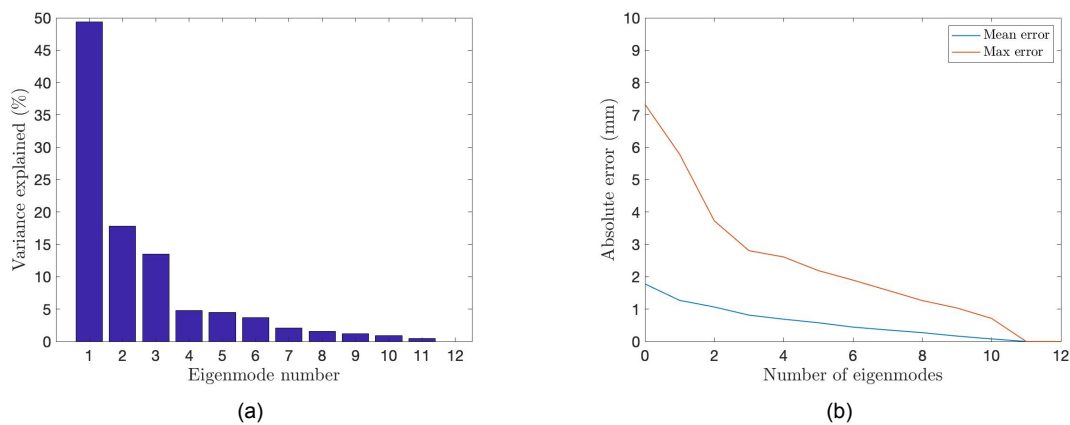 50
45
40
35
30
25
20
15
10
5
0
Variance explained (%)
1 2 3 4 5 6 7 8 9 10 11 12
Eigenmode number
(a)
10
9
8
7
6
5
4
3
2
1
0
Absolute error (mm)
Mean error
Max error
0 2 4 6 8 10 12
Number of eigenmodes
(b)